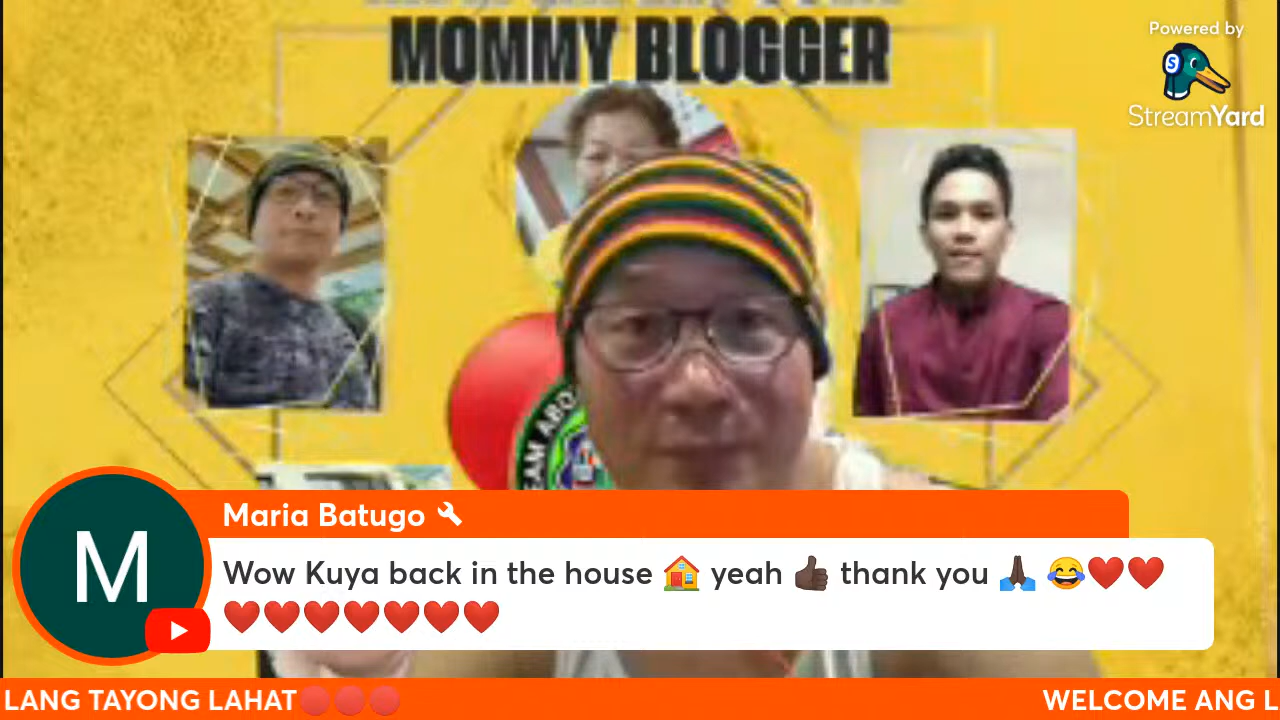 MOMMY BLOGGER
Powered by
StreamYard
Maria Batugo
Wow Kuya back in the house 🏠 yeah 👍🏿 thank you 🙏🏿 😂❤️❤️
❤️❤️❤️❤️❤️❤️❤️
M
LANG TAYONG LAHAT🔴🔴🔴
WELCOME ANG L